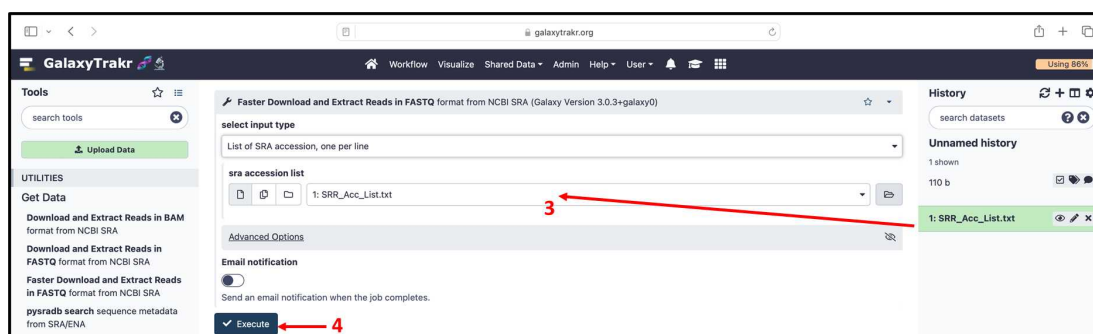 galaxytrakr.org
GalaxyTrakr
Workflow Visualize Shared Data Admin Help User
Using 86%
Tools
search tools
Upload Data
UTILITIES
Get Data
Download and Extract Reads in BAM
format from NCBI SRA
Download and Extract Reads in
FASTQ format from NCBI SRA
Faster Download and Extract Reads
in FASTQ format from NCBI SRA
pysradb search sequence metadata
from SRA/ENA
Faster Download and Extract Reads in FASTQ format from NCBI SRA (Galaxy Version 3.0.3+galaxy0)
select input type
List of SRA accession, one per line
sra accession list
1: SRR_Acc_List.txt
3
Advanced Options
Email notification
Send an email notification when the job completes.
Execute
4
History
search datasets
Unnamed history
1 shown
110 b
1: SRR_Acc_List.txt